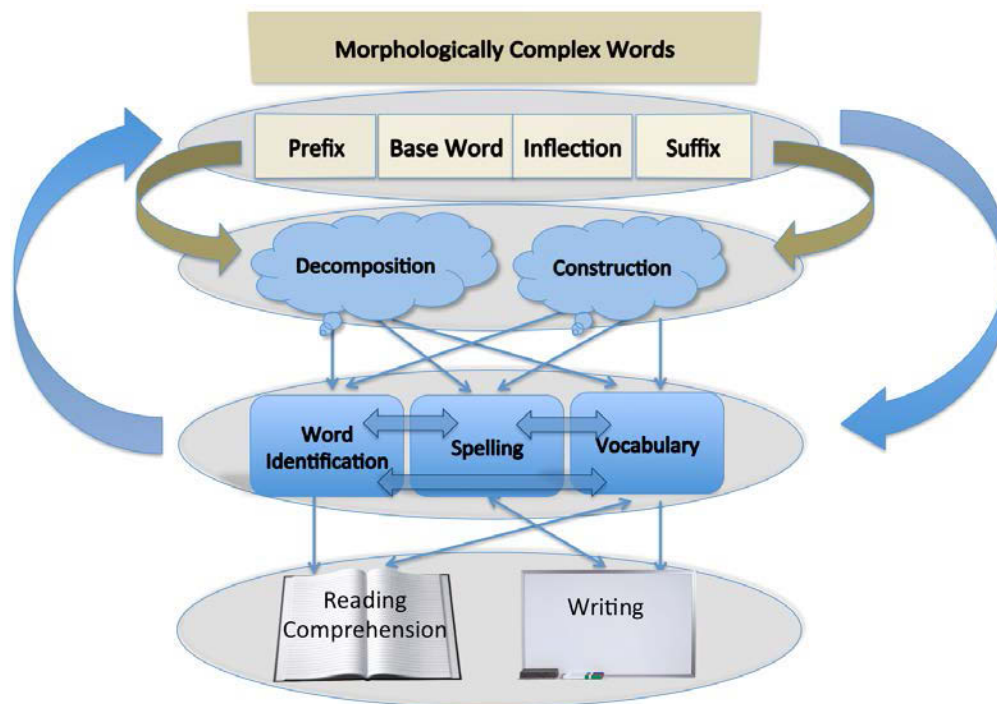 Morphologically Complex Words
Prefix
Base Word
Inflection
Suffix
Decomposition
Construction
Word
Identification
Spelling
Vocabulary
Reading
Comprehension
Writing